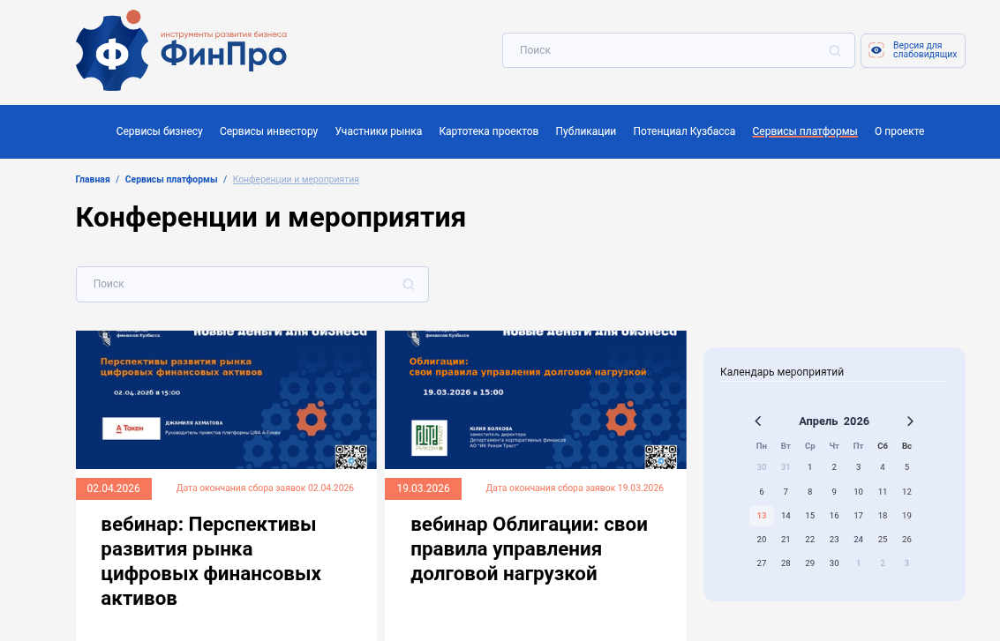 инструменты развития бизнеса
ФинПро
Поиск
Версия для
слабовидящих
Сервисы бизнесу Сервисы инвестору Участники рынка Картотека проектов Публикации Потенциал Кузбасса Сервисы платформы О проекте
Главная / Сервисы платформы / Конференции и мероприятия
Конференции и мероприятия
Поиск
финансов Кузбасса
новые деньги для бизнеса
Перспективы развития рынка
цифровых финансовых активов
02.04.2026 в 15:00
А Токен
ДЖАМИЛЯ АХМАТОВА
Руководитель проектов платформы ЦФА А-Токен
02.04.2026
Дата окончания сбора заявок 02.04.2026
вебинар: Перспективы
развития рынка
цифровых финансовых
активов
финансов Кузбасса
новые деньги для бизнеса
Облигации:
свои правила управления долговой нагрузкой
19.03.2026 в 15:00
РИКОМ ТРАСТ
ЮЛИЯ ВОЛКОВА
заместитель директора
Департамента корпоративных финансов
АО "ИК Риком Траст"
19.03.2026
Дата окончания сбора заявок 19.03.2026
вебинар Облигации: свои
правила управления
долговой нагрузкой
Календарь мероприятий
Апрель 2026
Пн Вт Ср Чт Пт Сб Вс
30 31 1 2 3 4 5
6 7 8 9 10 11 12
13 14 15 16 17 18 19
20 21 22 23 24 25 26
27 28 29 30 1 2 3